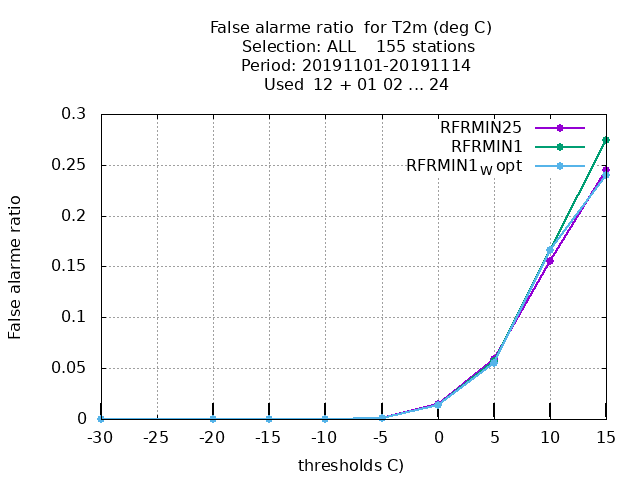 False alarme ratio  for T2m (deg C)
Selection: ALL    155 stations
Period: 20191101-20191114
Used  12 + 01 02 ... 24
RFRMIN25
RFRMIN1
RFRMIN1W opt
False alarme ratio
0.3
0.25
0.2
0.15
0.1
0.05
0
-30 -25 -20 -15 -10 -5 0 5 10 15
thresholds C)